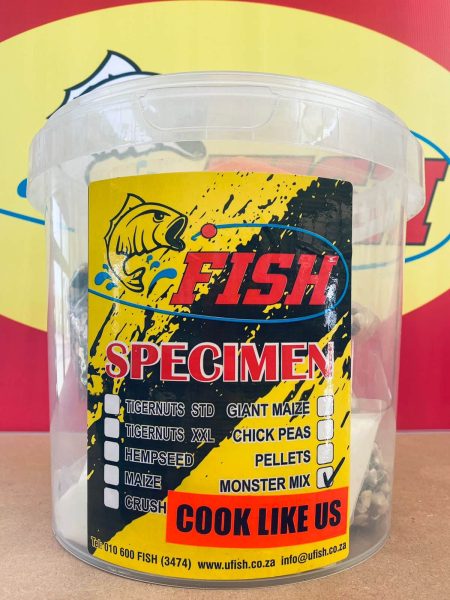 FISH
SPECIMEN
TIGERNUTS STD
TIGERNUTS XXL
HEMPSEED
MAIZE
CRUSH
GIANT MAIZE
CHICK PEAS
PELLETS
MONSTER MIX
COOK LIKE US
Tel: 010 600 FISH (3474) www.ufish.co.za info@ufish.co.za